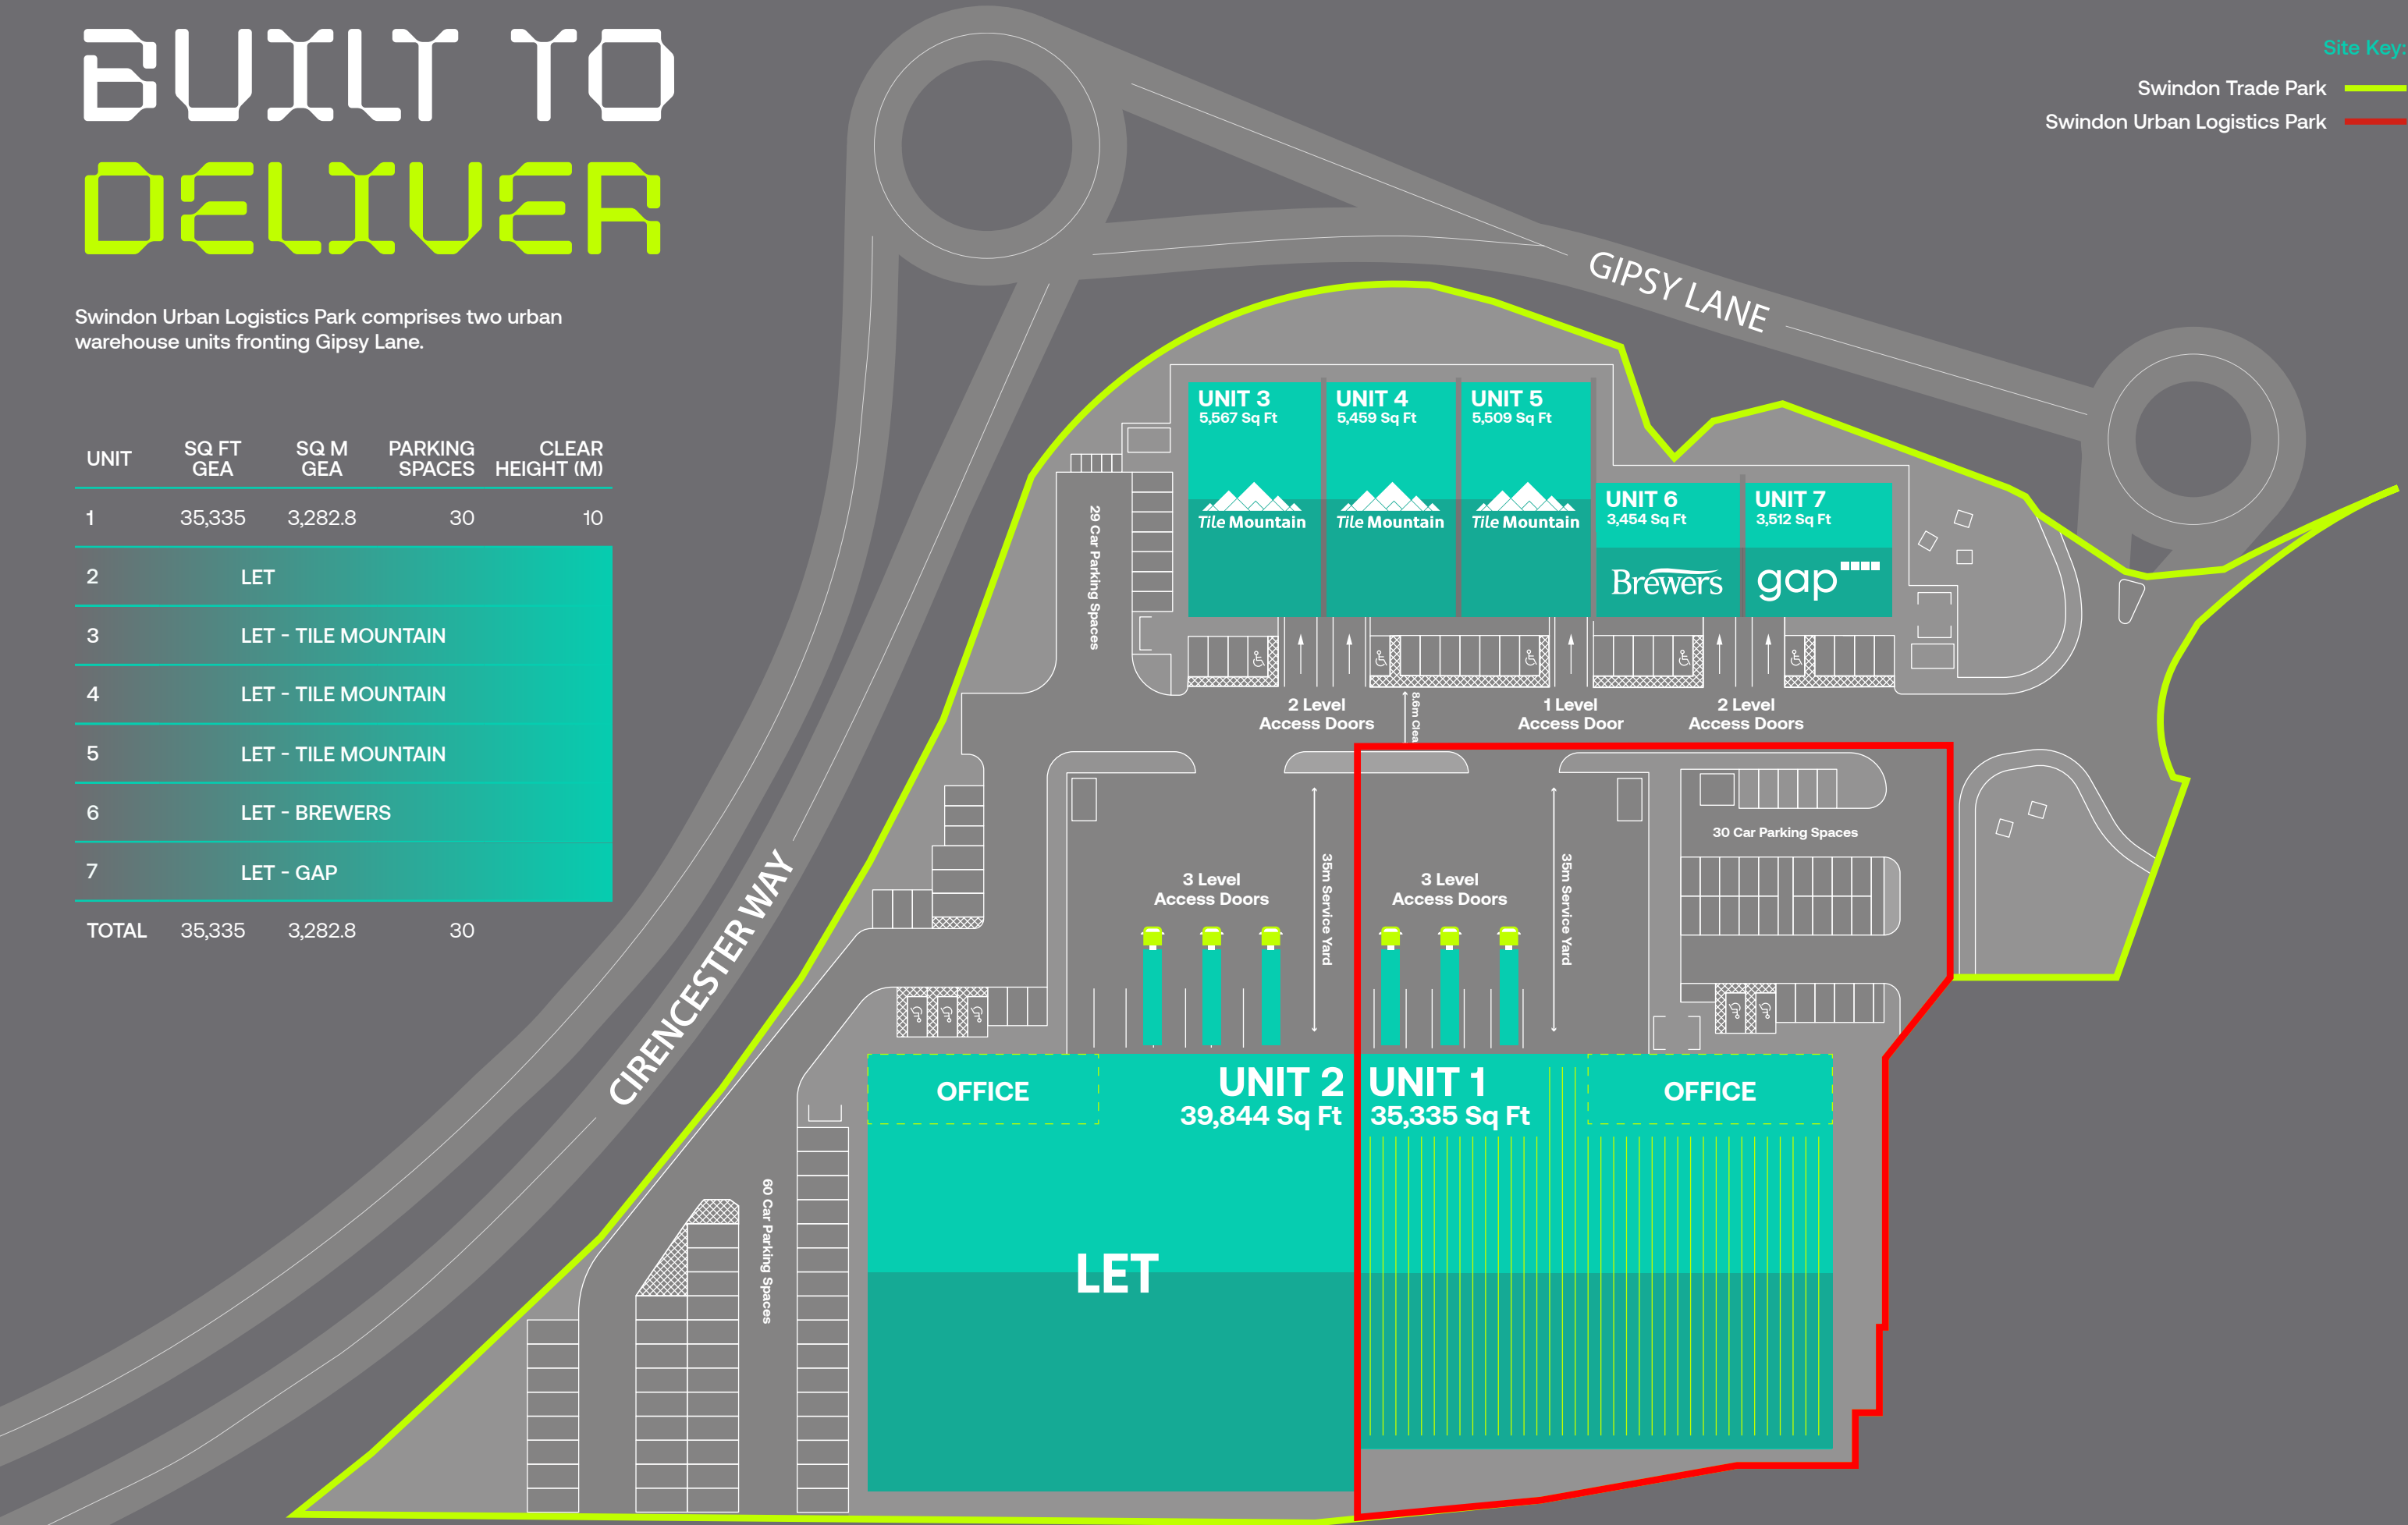 BUILT TO
DELIVER
Swindon Urban Logistics Park comprises two urban
warehouse units fronting Gipsy Lane.
UNIT SQ FT GEA SQ M GEA PARKING SPACES CLEAR HEIGHT (M)
1 35,335 3,282.8 30 10
2 LET
3 LET - TILE MOUNTAIN
4 LET - TILE MOUNTAIN
5 LET - TILE MOUNTAIN
6 LET - BREWERS
7 LET - GAP
TOTAL 35,335 3,282.8 30
Site Key:
Swindon Trade Park
Swindon Urban Logistics Park
GIPSY LANE
CIRENCESTER WAY
UNIT 3
5,567 Sq Ft
Tile Mountain
UNIT 4
5,459 Sq Ft
Tile Mountain
UNIT 5
5,509 Sq Ft
Tile Mountain
UNIT 6
3,454 Sq Ft
Brewers
UNIT 7
3,512 Sq Ft
gap
29 Car Parking Spaces
2 Level
Access Doors
8.6m Clea
1 Level
Access Door
2 Level
Access Doors
30 Car Parking Spaces
3 Level
Access Doors
35m Service Yard
3 Level
Access Doors
35m Service Yard
OFFICE
UNIT 2
39,844 Sq Ft
UNIT 1
35,335 Sq Ft
OFFICE
60 Car Parking Spaces
LET